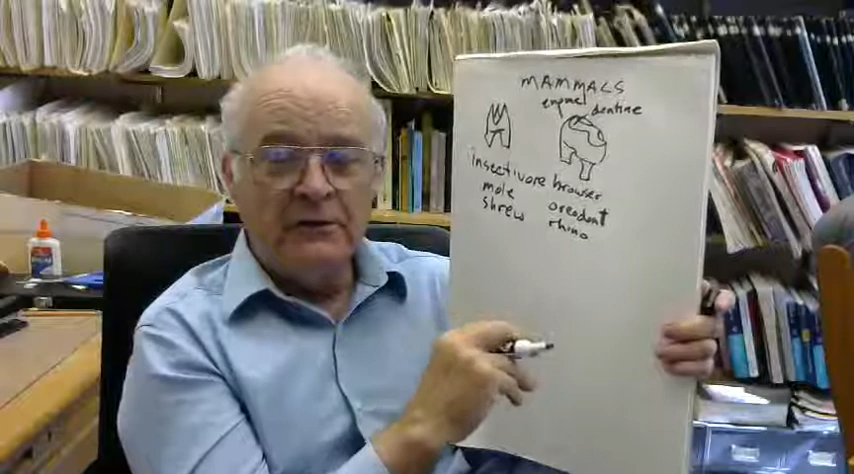 MAMMALS
enamel dentine
Insectivore browser
mole oreodont
shrew rhino